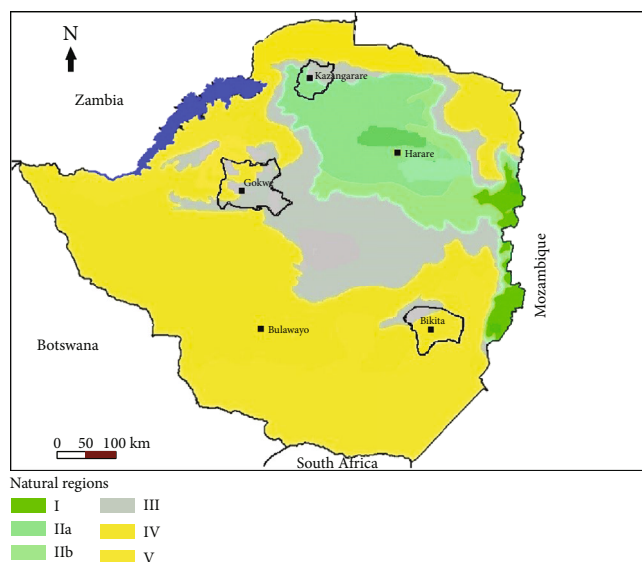 N
Zambia
Kazangarare
Harare
Gokwe
Mozambique
Bulawayo
Bikita
Botswana
0 50 100 km
South Africa
Natural regions
I III
IIa IV
IIb V